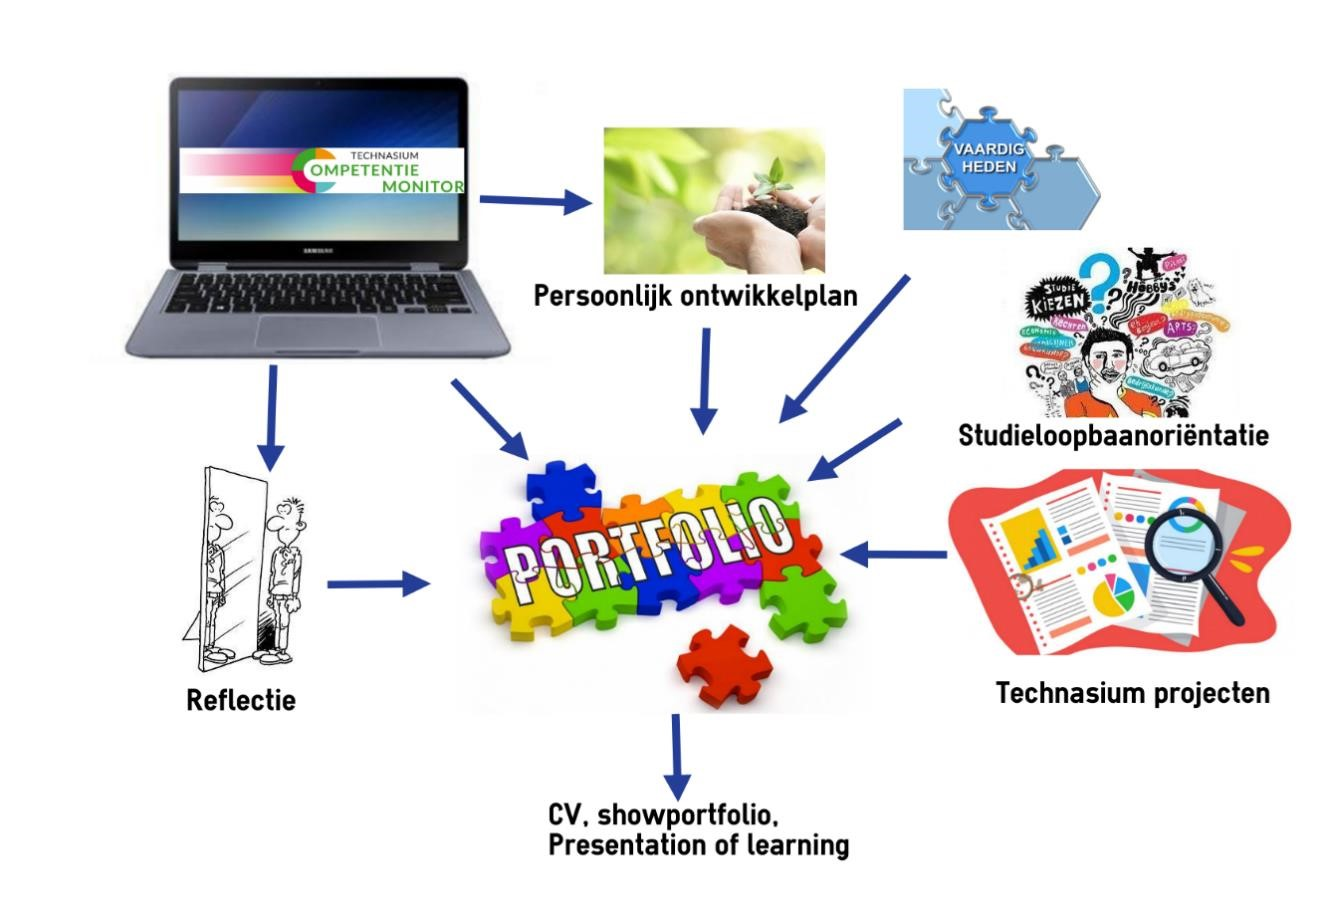 TECHNASIUM
COMPETENTIE
MONITOR
SAMSUNG
Persoonlijk ontwikkelplan
VAARDIG
HEDEN
STUDIE
KIEZEN
HOBBY'S
Studieloopbaanoriëntatie
PORTFOLIO
Reflectie
Technasium projecten
CV, showportfolio,
Presentation of learning